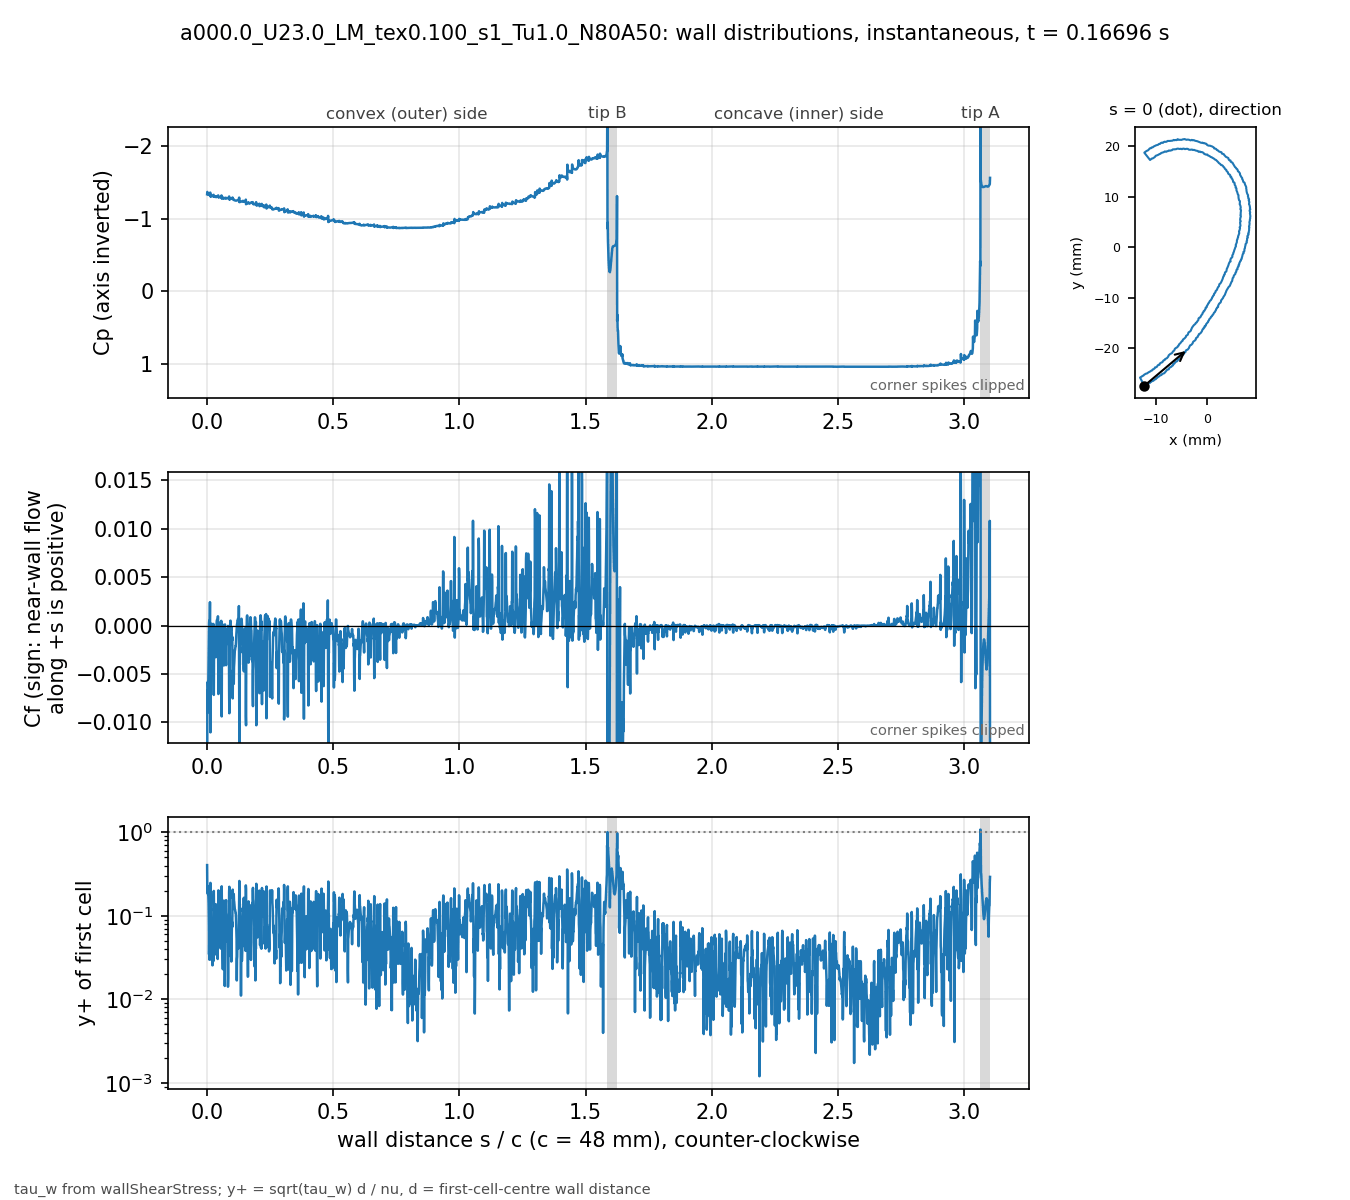 a000.0_U23.0_LM_tex0.100_s1_Tu1.0_N80A50: wall distributions, instantaneous, t = 0.16696 s
convex (outer) side
tip B
concave (inner) side
tip A
s = 0 (dot), direction
Cp (axis inverted)
−2
−1
0
1
corner spikes clipped
0.0
0.5
1.0
1.5
2.0
2.5
3.0
y (mm)
20
10
0
−10
−20
−10
0
x (mm)
Cf (sign: near-wall flow
along +s is positive)
0.015
0.010
0.005
0.000
−0.005
−0.010
corner spikes clipped
0.0
0.5
1.0
1.5
2.0
2.5
3.0
y+ of first cell
10⁰
10⁻¹
10⁻²
10⁻³
0.0
0.5
1.0
1.5
2.0
2.5
3.0
wall distance s / c (c = 48 mm), counter-clockwise
tau_w from wallShearStress; y+ = sqrt(tau_w) d / nu, d = first-cell-centre wall distance